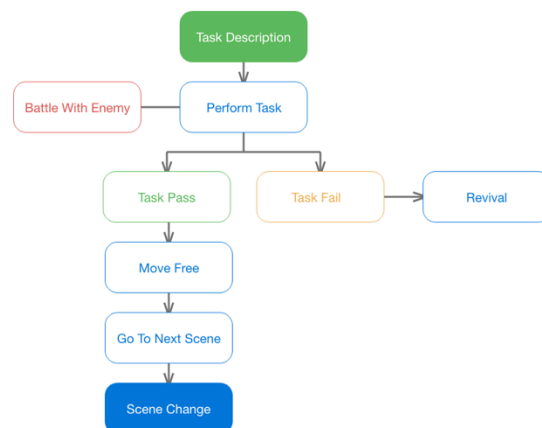 Task Description
Battle With Enemy
Perform Task
Task Pass
Task Fail
Revival
Move Free
Go To Next Scene
Scene Change